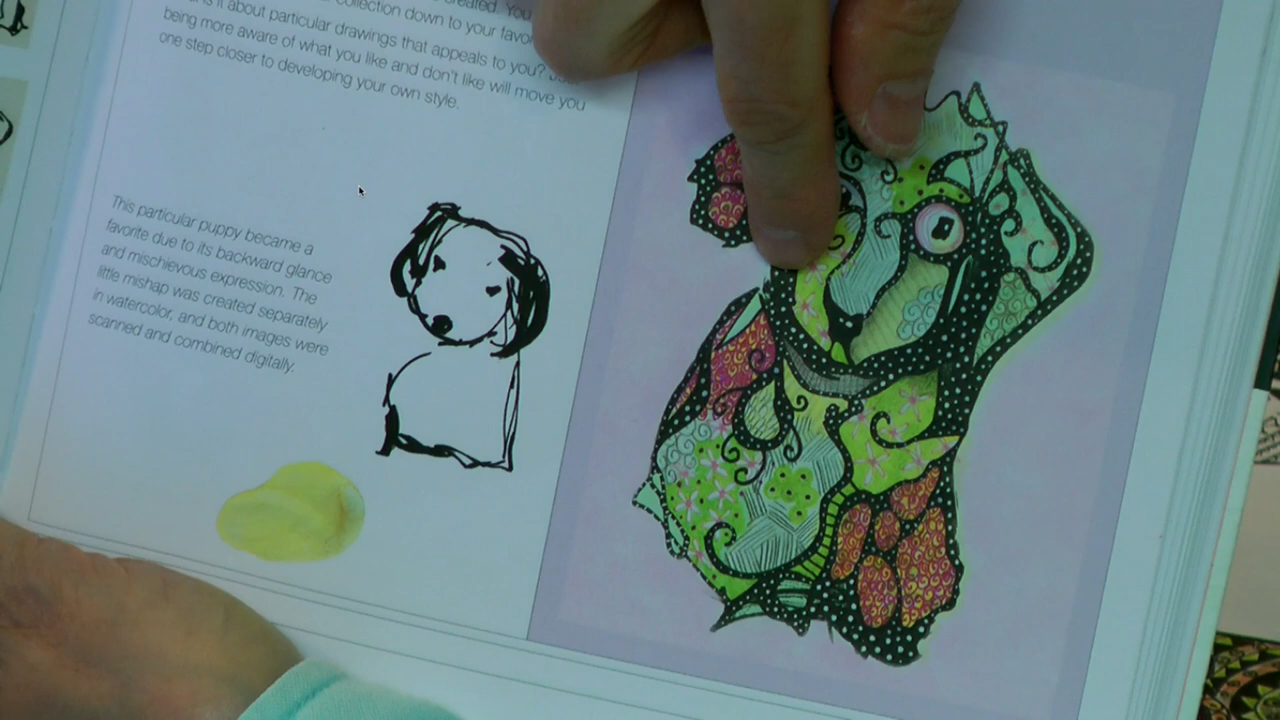 collection down to your favo
is it about particular drawings that appeals to you?
being more aware of what you like and don't like will move you
one step closer to developing your own style.
This particular puppy became a
favorite due to its backward glance
and mischievous expression. The
little mishap was created separately
in watercolor, and both images were
scanned and combined digitally.